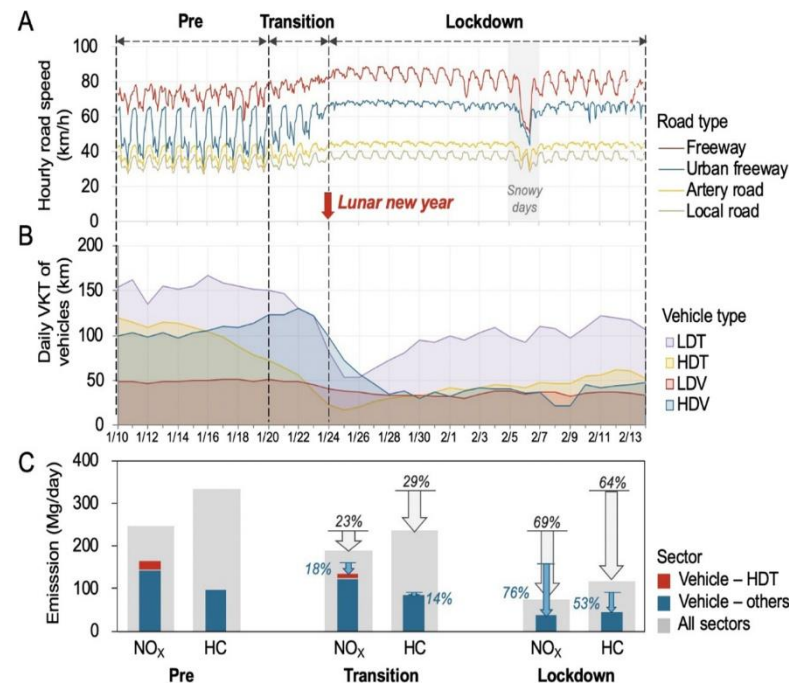 A
Pre Transition Lockdown
Hourly road speed
(km/h)
100
80
60
40
20
0
Lunar new year
Snowy
days
Road type
Freeway
Urban freeway
Artery road
Local road
B
Daily VKT of
vehicles (km)
200
150
100
50
0
1/10 1/12 1/14 1/16 1/18 1/20 1/22 1/24 1/26 1/28 1/30 2/1 2/3 2/5 2/7 2/9 2/11 2/13
Vehicle type
LDT
HDT
LDV
HDV
C
Emisssion (Mg/day)
400
300
200
100
0
23%
18%
29%
14%
69%
76%
64%
53%
Sector
Vehicle – HDT
Vehicle – others
All sectors
NOX HC NOX HC NOX HC
Pre Transition Lockdown